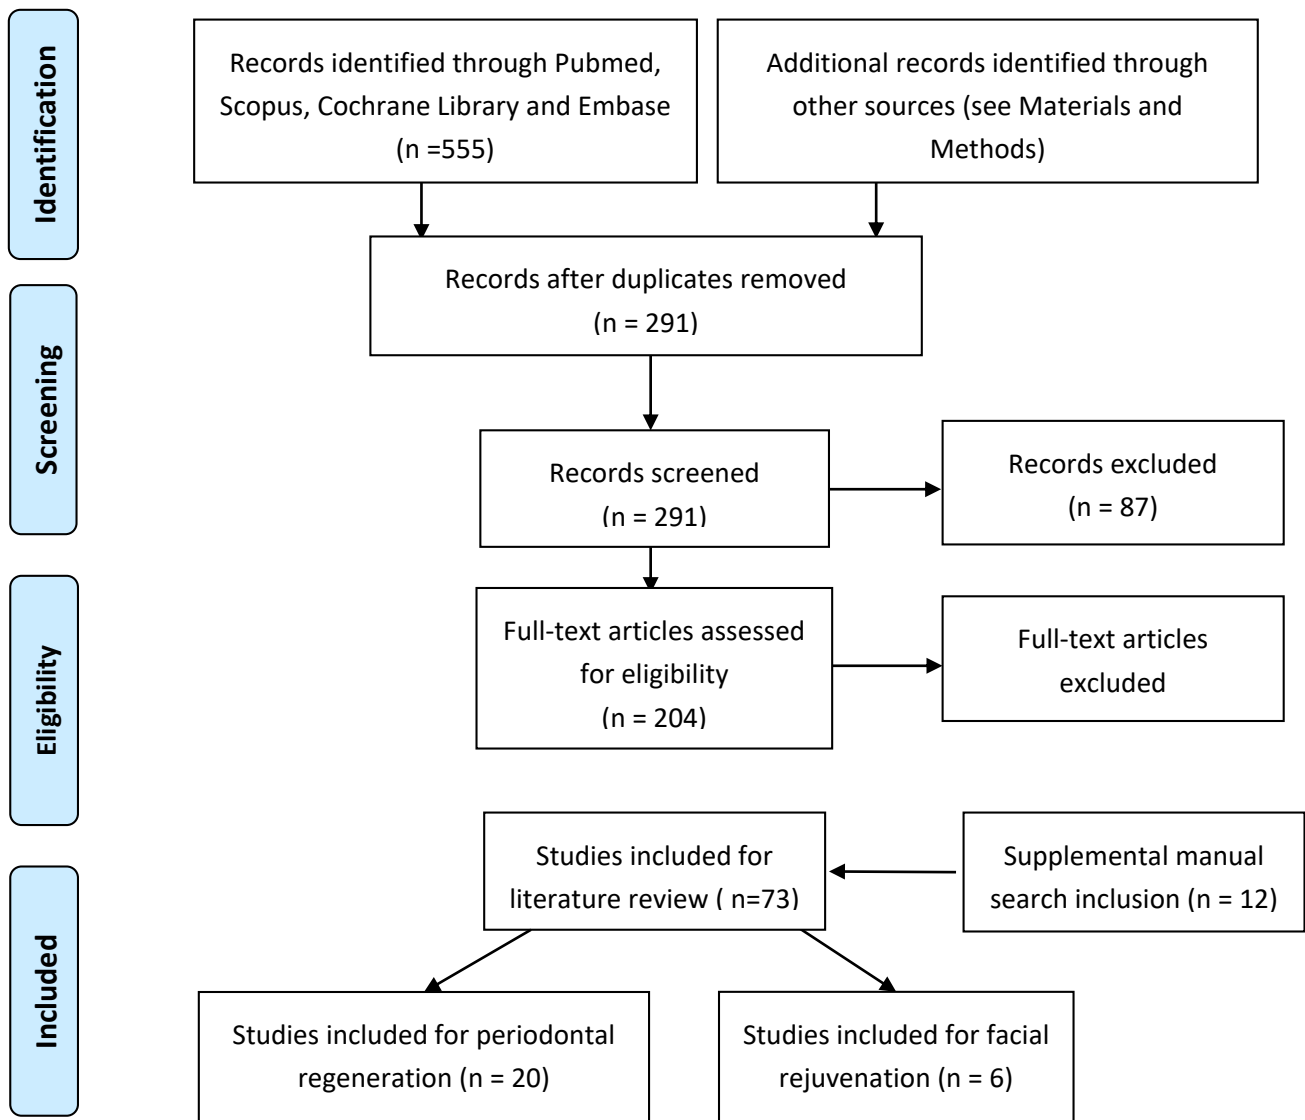 Identification
Records identified through Pubmed,
Scopus, Cochrane Library and Embase
(n =555)
Additional records identified through
other sources (see Materials and
Methods)
Records after duplicates removed
(n = 291)
Screening
Records screened
(n = 291)
Records excluded
(n = 87)
Eligibility
Full-text articles assessed
for eligibility
(n = 204)
Full-text articles
excluded
Included
Studies included for
literature review ( n=73)
Supplemental manual
search inclusion (n = 12)
Studies included for periodontal
regeneration (n = 20)
Studies included for facial
rejuvenation (n = 6)